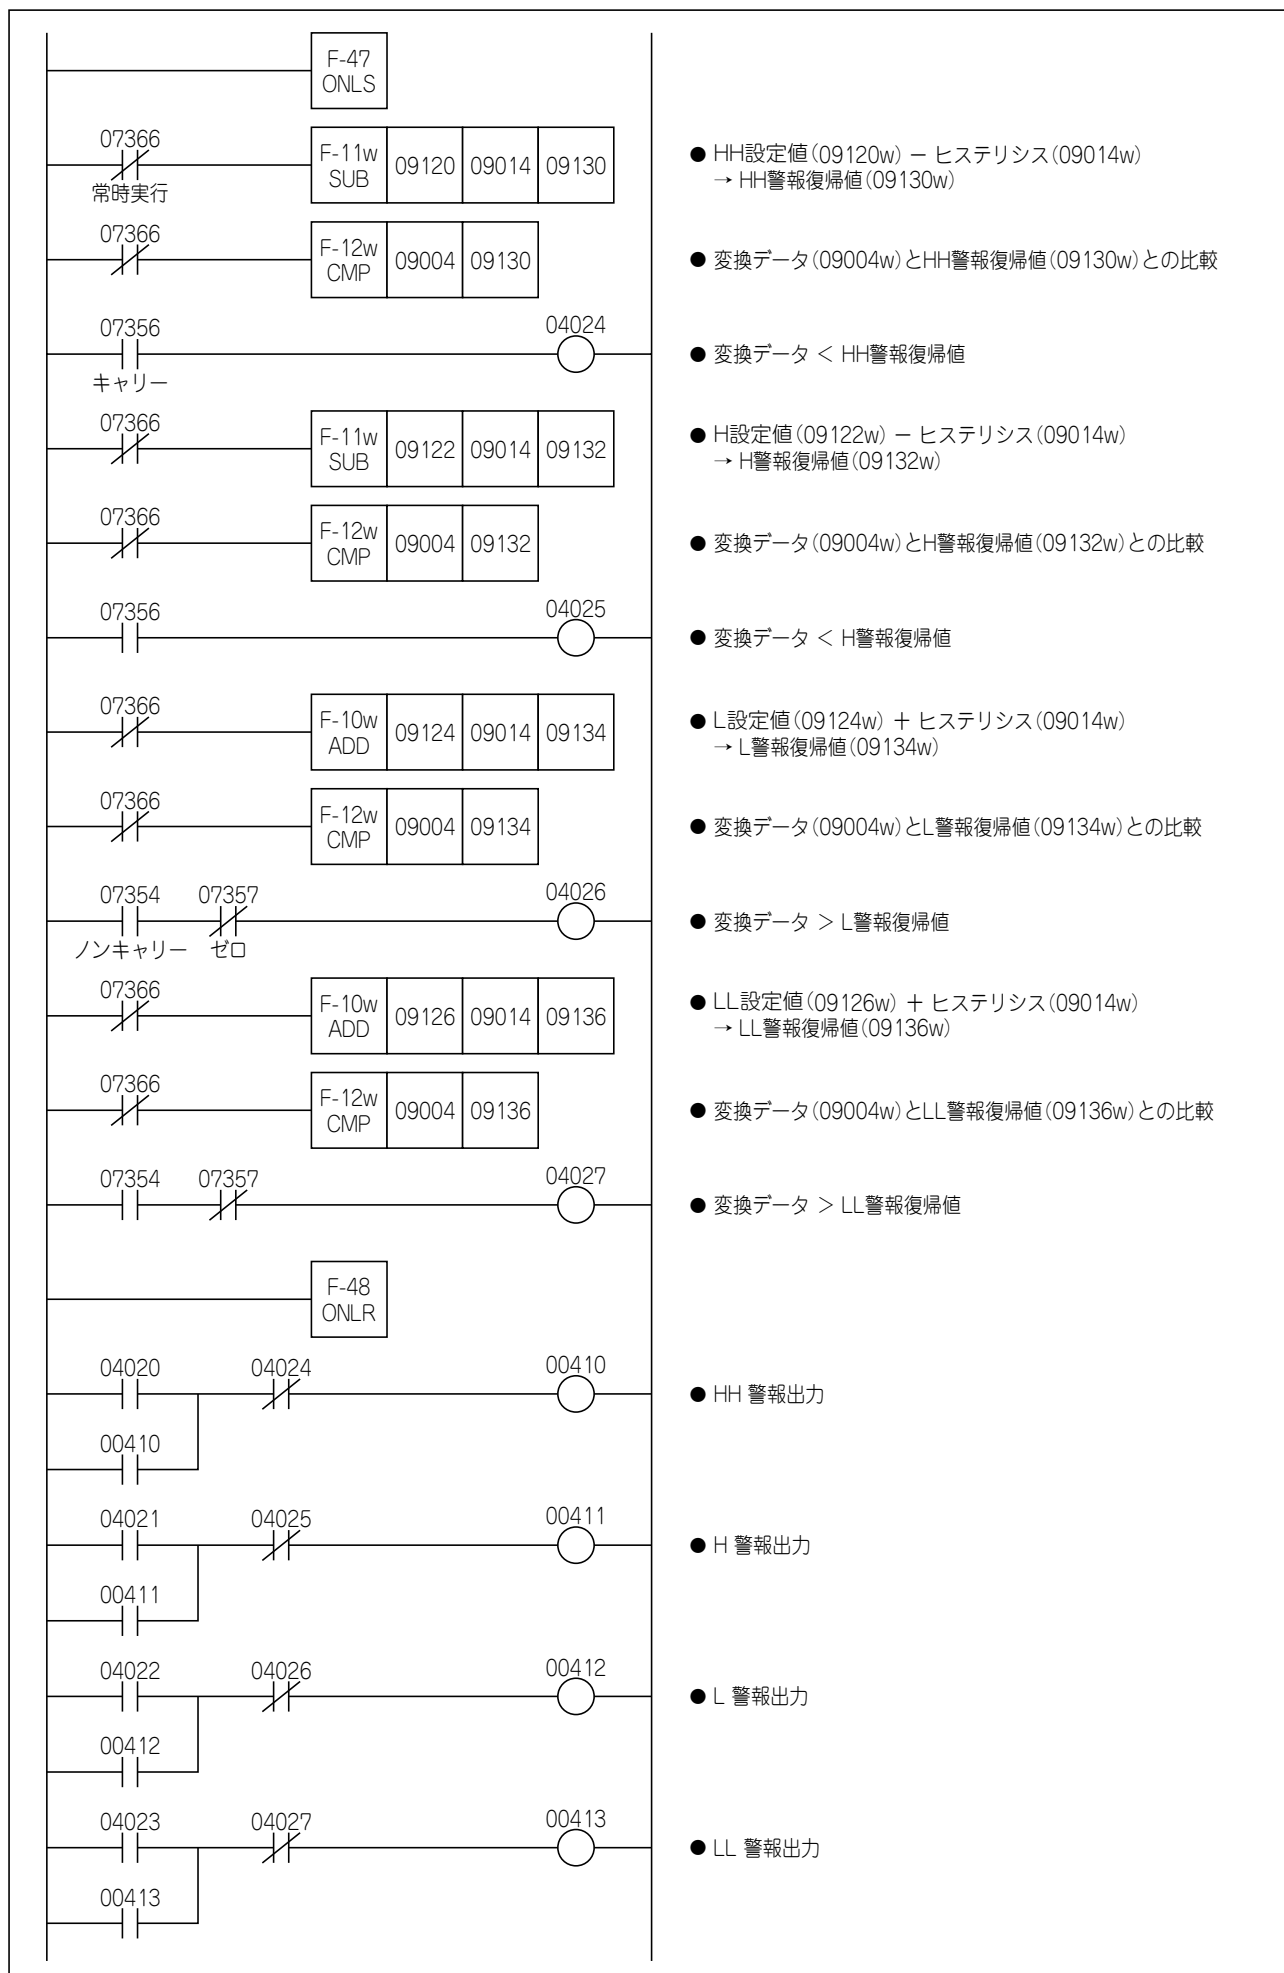 F-47
ONLS
07366
常時実行
F-11w
SUB
09120 09014 09130
● HH設定値(09120w) − ヒステリシス(09014w)
→ HH警報復帰値(09130w)
07366
F-12w
CMP
09004 09130
● 変換データ(09004w)とHH警報復帰値(09130w)との比較
07356
キャリー
04024
● 変換データ < HH警報復帰値
07366
F-11w
SUB
09122 09014 09132
● H設定値(09122w) − ヒステリシス(09014w)
→ H警報復帰値(09132w)
07366
F-12w
CMP
09004 09132
● 変換データ(09004w)とH警報復帰値(09132w)との比較
07356
04025
● 変換データ < H警報復帰値
07366
F-10w
ADD
09124 09014 09134
● L設定値(09124w) + ヒステリシス(09014w)
→ L警報復帰値(09134w)
07366
F-12w
CMP
09004 09134
● 変換データ(09004w)とL警報復帰値(09134w)との比較
07354 07357 04026
ノンキャリー ゼロ
● 変換データ > L警報復帰値
07366
F-10w
ADD
09126 09014 09136
● LL設定値(09126w) + ヒステリシス(09014w)
→ LL警報復帰値(09136w)
07366
F-12w
CMP
09004 09136
● 変換データ(09004w)とLL警報復帰値(09136w)との比較
07354 07357 04027
● 変換データ > LL警報復帰値
F-48
ONLR
04020 04024 00410
● HH 警報出力
00410
04021 04025 00411
● H 警報出力
00411
04022 04026 00412
● L 警報出力
00412
04023 04027 00413
● LL 警報出力
00413